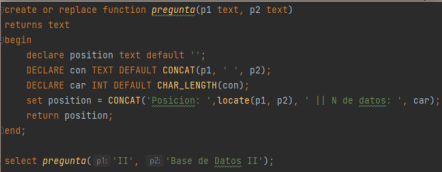 create or replace function pregunta(p1 text, p2 text)
returns text
begin
declare position text default '';
DECLARE con TEXT DEFAULT CONCAT(p1, ' ', p2);
DECLARE car INT DEFAULT CHAR_LENGTH(con);
set position = CONCAT('Posicion: ',locate(p1, p2), ' || N de datos: ', car);
return position;
end;
select pregunta( p1: 'II', p2: 'Base de Datos II');